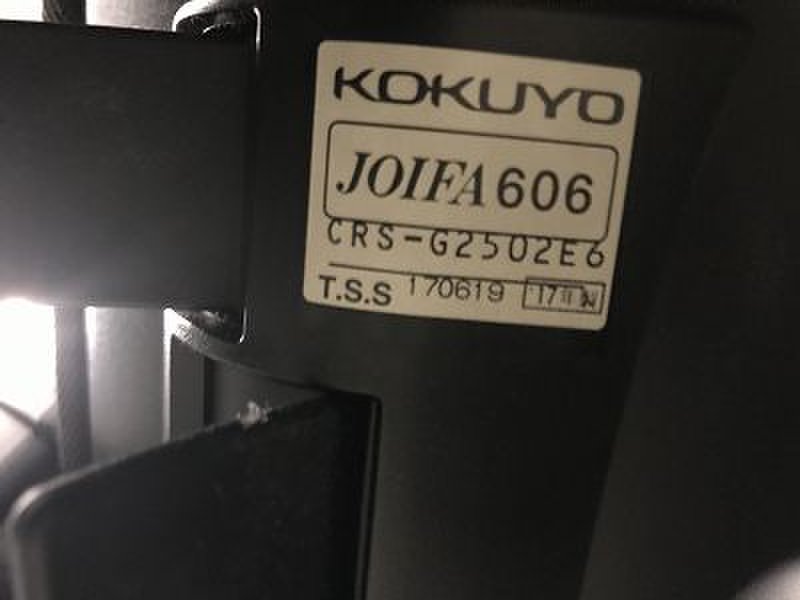 KOKUYO
JOIFA 606
CRS-G2502E6
T.S.S 170619